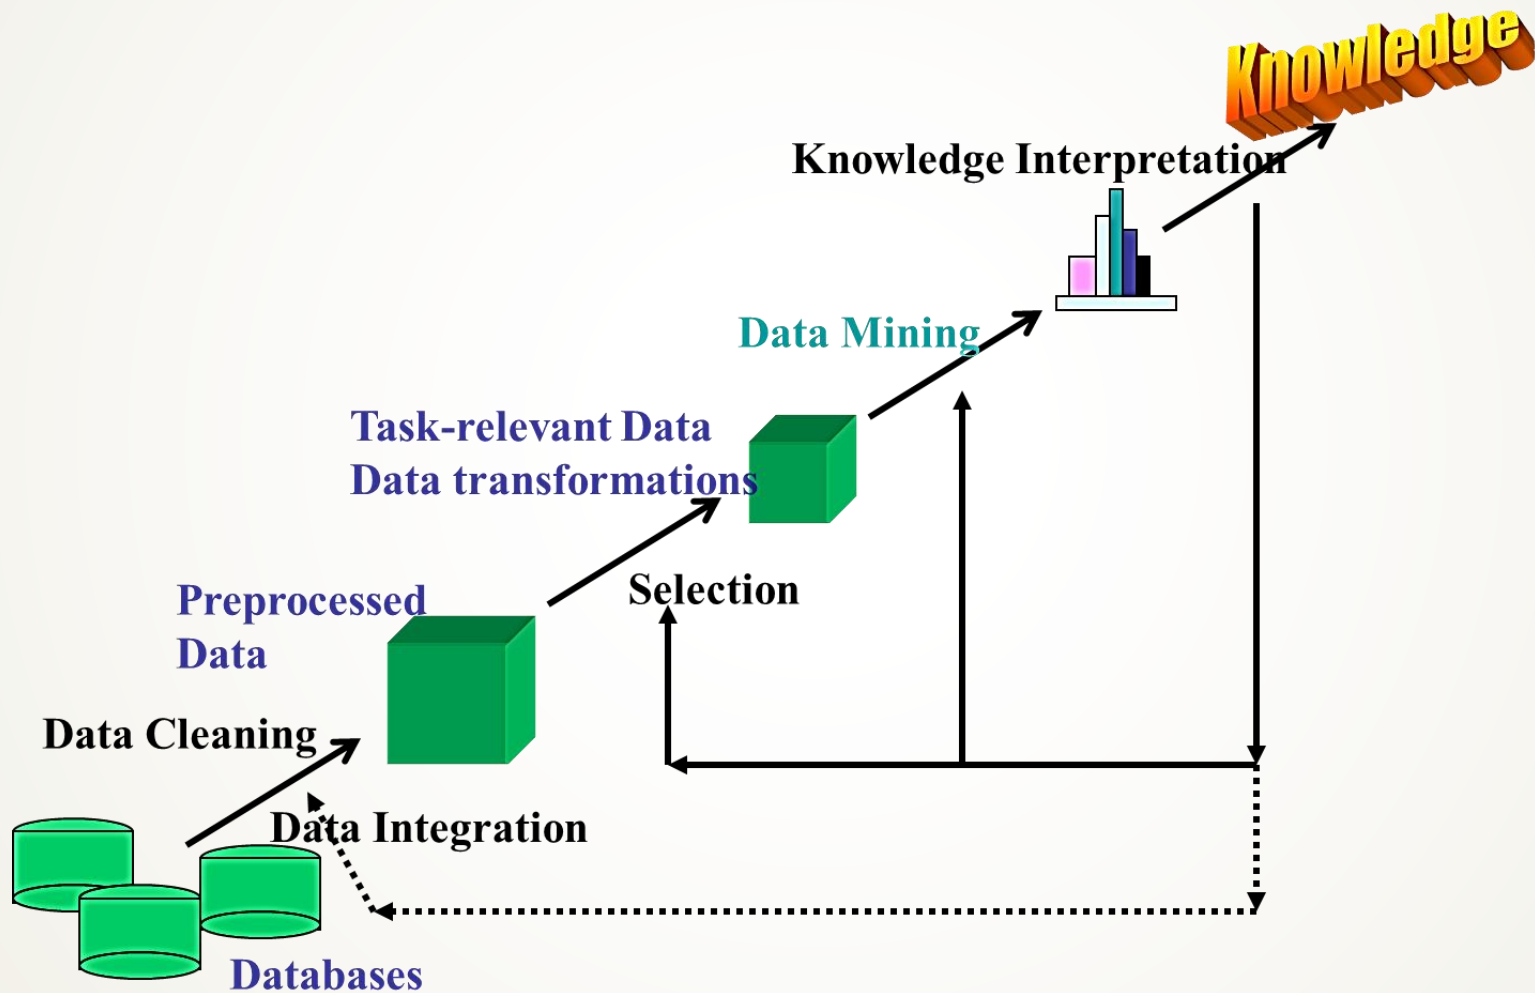 Knowledge
Knowledge Interpretation
Data Mining
Task-relevant Data
Data transformations
Selection
Preprocessed
Data
Data Cleaning
Data Integration
Databases